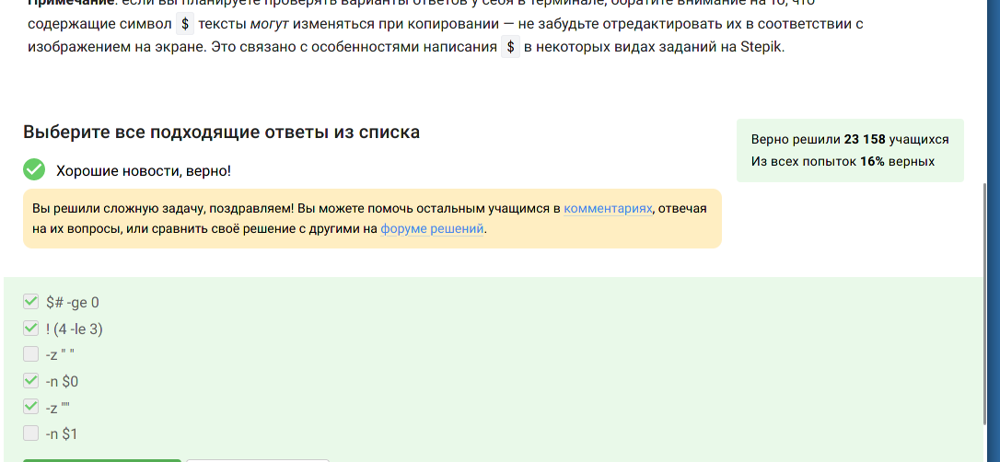 Примечание: если вы планируете проверять варианты ответов у себя в терминале, обратите внимание на то, что
содержащие символ $ тексты могут изменяться при копировании — не забудьте отредактировать их в соответствии с
изображением на экране. Это связано с особенностями написания $ в некоторых видах заданий на Stepik.
Выберите все подходящие ответы из списка
Верно решили 23 158 учащихся
Из всех попыток 16% верных
Хорошие новости, верно!
Вы решили сложную задачу, поздравляем! Вы можете помочь остальным учащимся в комментариях, отвечая
на их вопросы, или сравнить своё решение с другими на форуме решений.
$# -ge 0
! (4 -le 3)
-z " "
-n $0
-z ""
-n $1